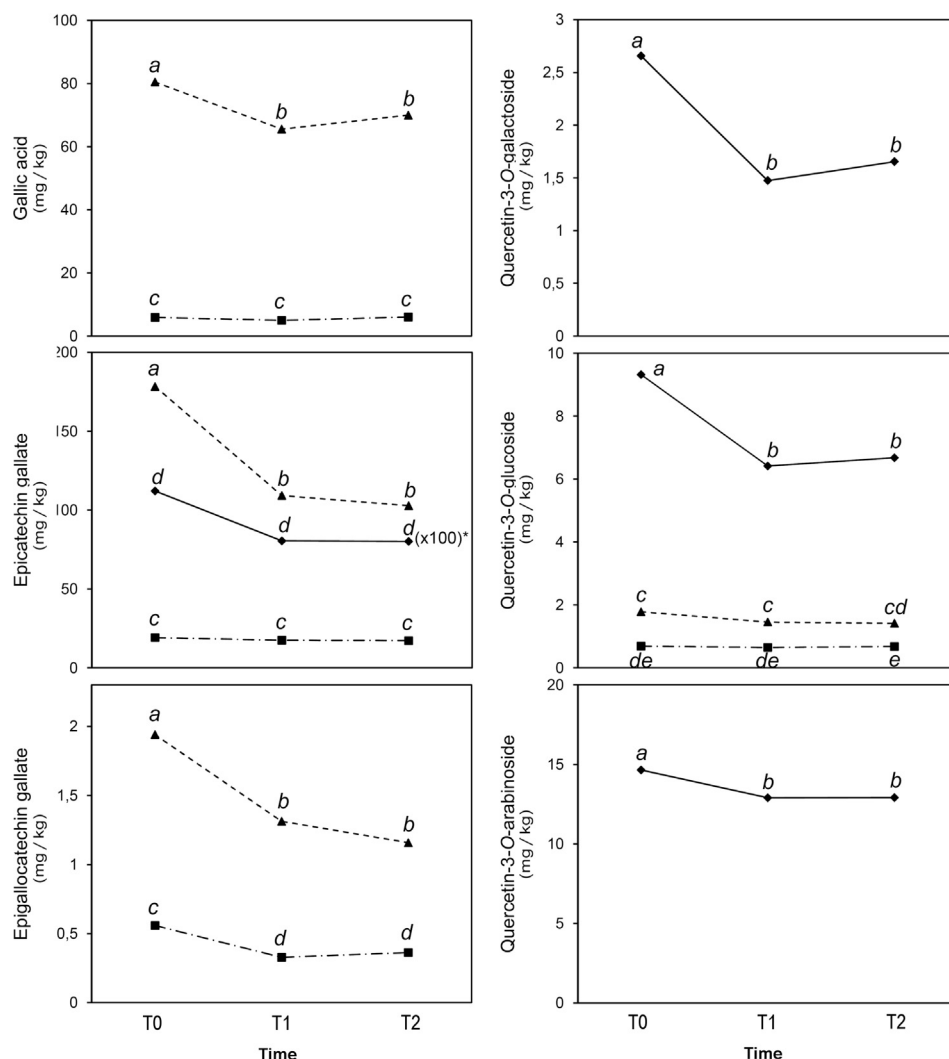 Gallic acid
(mg / kg)
100
80
60
40
20
0
a
b
b
c
c
c
Quercetin-3-O-galactoside
(mg / kg)
3
2,5
2
1,5
1
0,5
0
a
b
b
Epicatechin gallate
(mg / kg)
200
150
100
50
0
a
b
b
d
d
d(x100)*
c
c
c
Quercetin-3-O-glucoside
(mg / kg)
10
8
6
4
2
0
a
b
b
c
c
cd
de
de
e
Epigallocatechin gallate
(mg / kg)
2
1,5
1
0,5
0
a
b
b
c
d
d
T0
T1
T2
Time
Quercetin-3-O-arabinoside
(mg / kg)
20
15
10
5
0
a
b
b
T0
T1
T2
Time